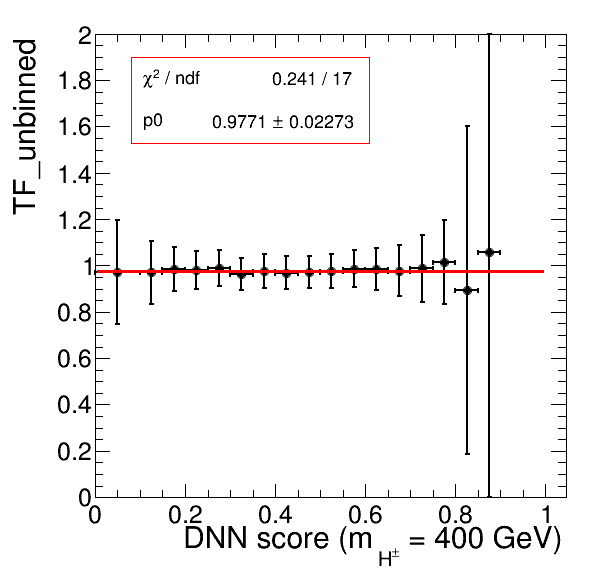 TF_unbinned
χ² / ndf 0.241 / 17
p0 0.9771 ± 0.02273
2
1.8
1.6
1.4
1.2
1
0.8
0.6
0.4
0.2
0
0 0.2 0.4 0.6 0.8 1
DNN score (m_H± = 400 GeV)